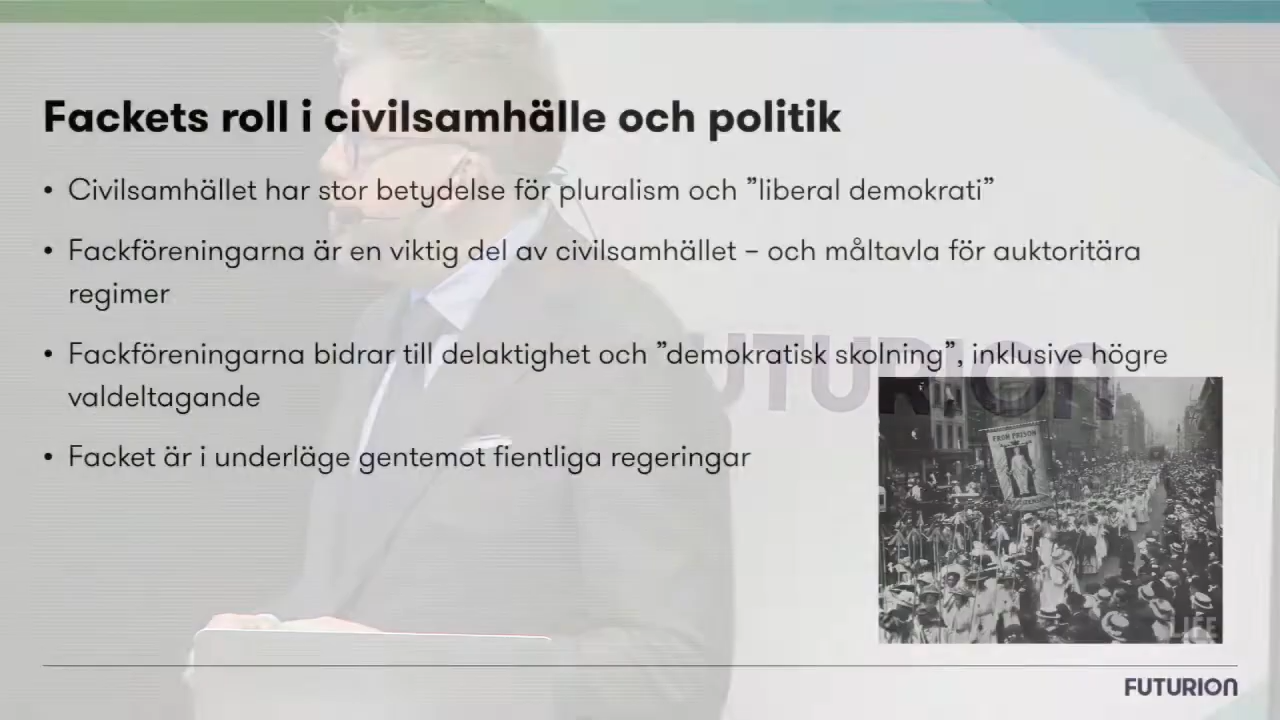 Fackets roll i civilsamhälle och politik
• Civilsamhället har stor betydelse för pluralism och ”liberal demokrati”
• Fackföreningarna är en viktig del av civilsamhället – och måltavla för auktoritära
regimer
• Fackföreningarna bidrar till delaktighet och ”demokratisk skolning”, inklusive högre
valdeltagande
• Facket är i underläge gentemot fientliga regeringar
FUTURION
FROM PRISON
LIFE
FUTURION